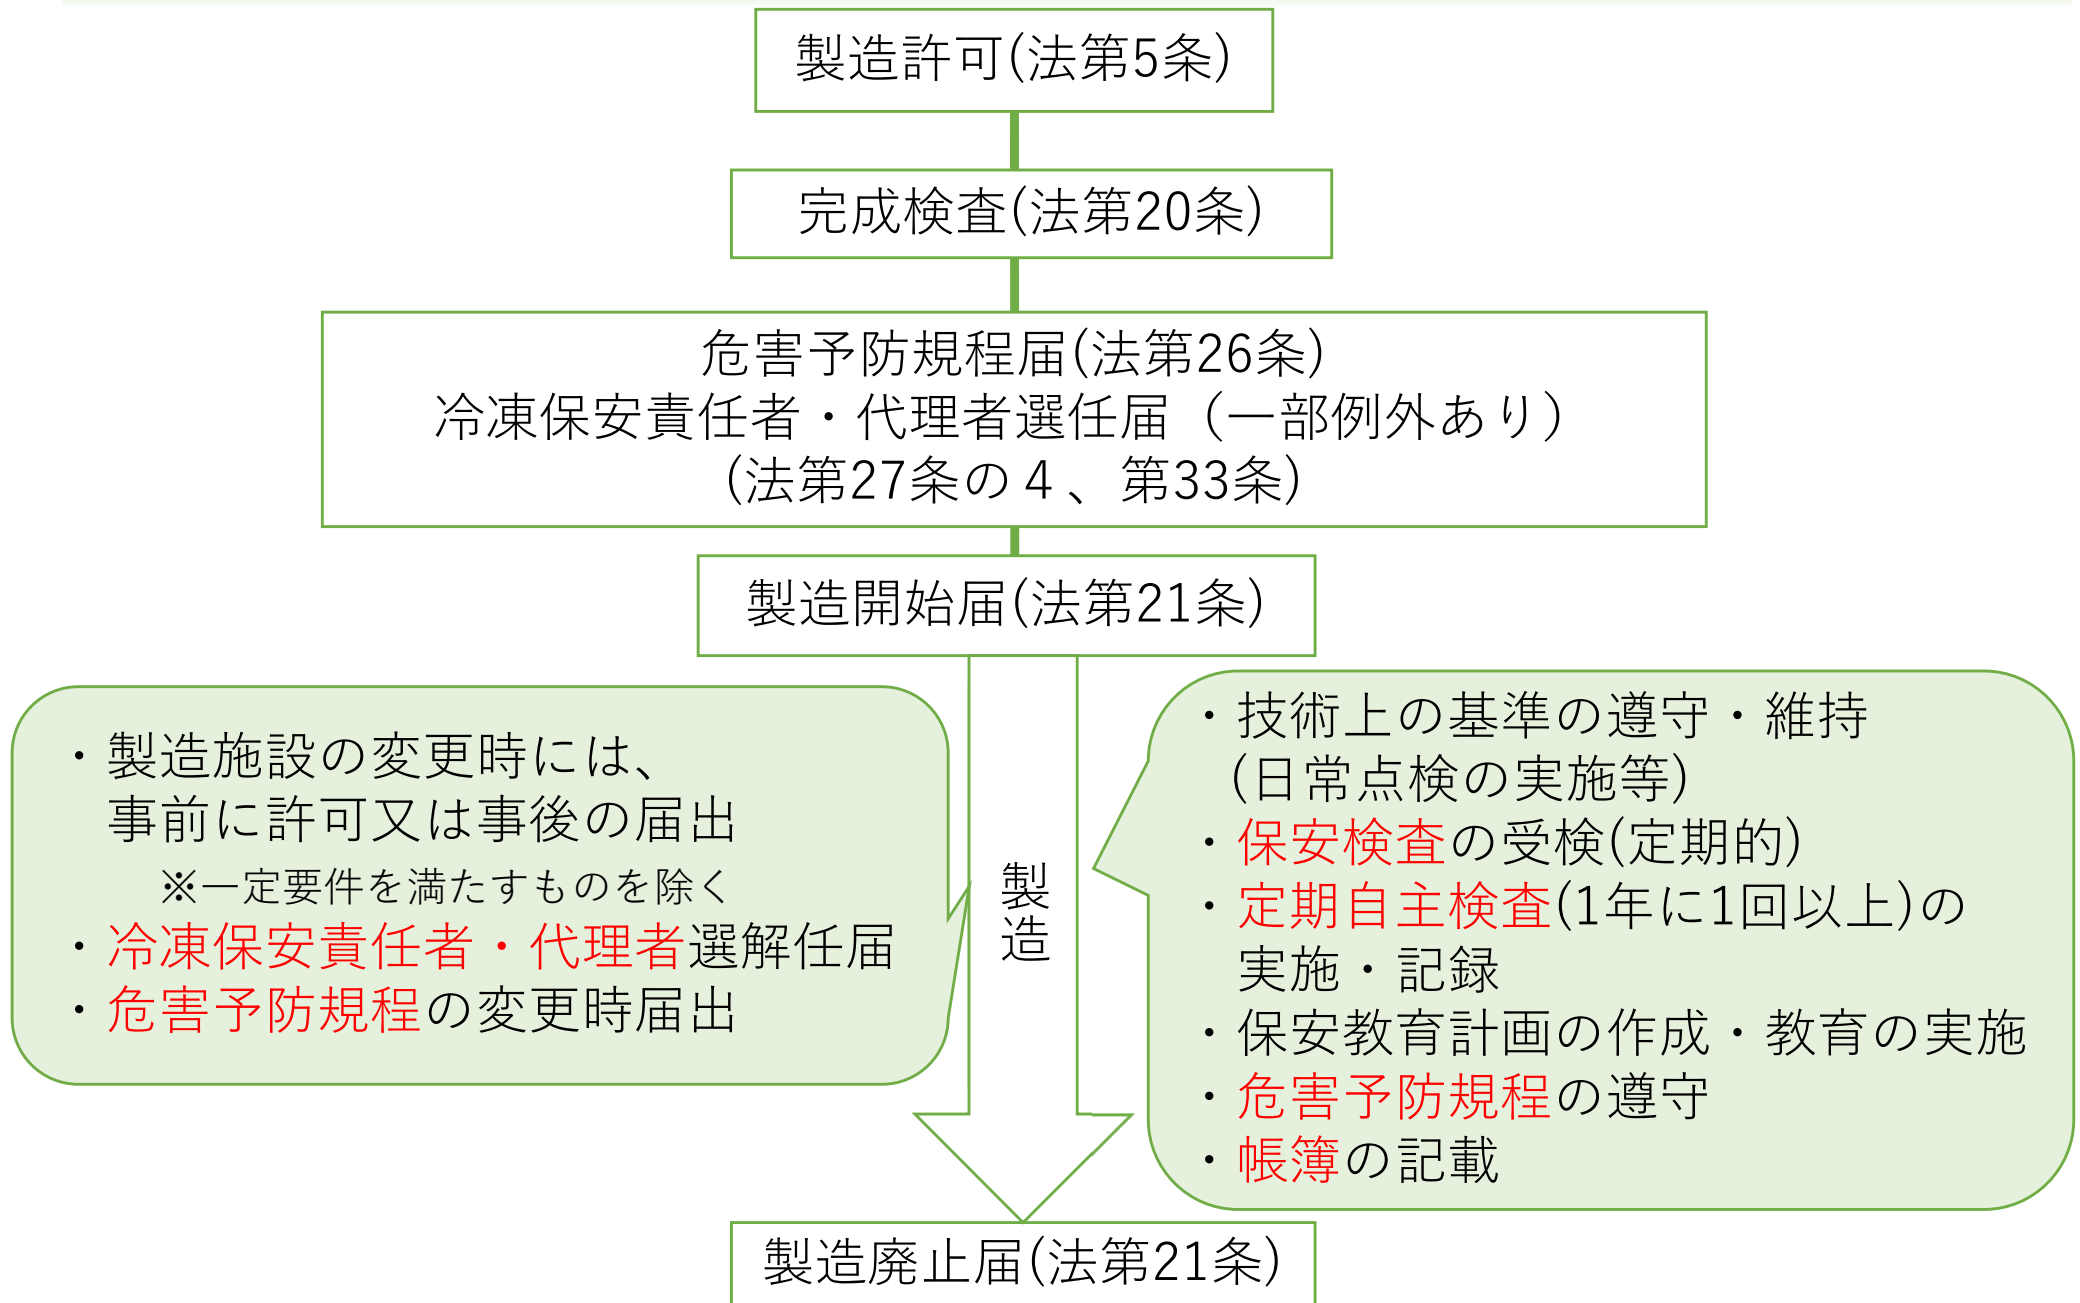 製造許可(法第5条)
完成検査(法第20条)
危害予防規程届(法第26条)
冷凍保安責任者・代理者選任届（一部例外あり）
(法第27条の４、第33条)
製造開始届(法第21条)
・製造施設の変更時には、
事前に許可又は事後の届出
※一定要件を満たすものを除く
・冷凍保安責任者・代理者選解任届
・危害予防規程の変更時届出
製造
・技術上の基準の遵守・維持
(日常点検の実施等)
・保安検査の受検(定期的)
・定期自主検査(1年に1回以上)の
実施・記録
・保安教育計画の作成・教育の実施
・危害予防規程の遵守
・帳簿の記載
製造廃止届(法第21条)